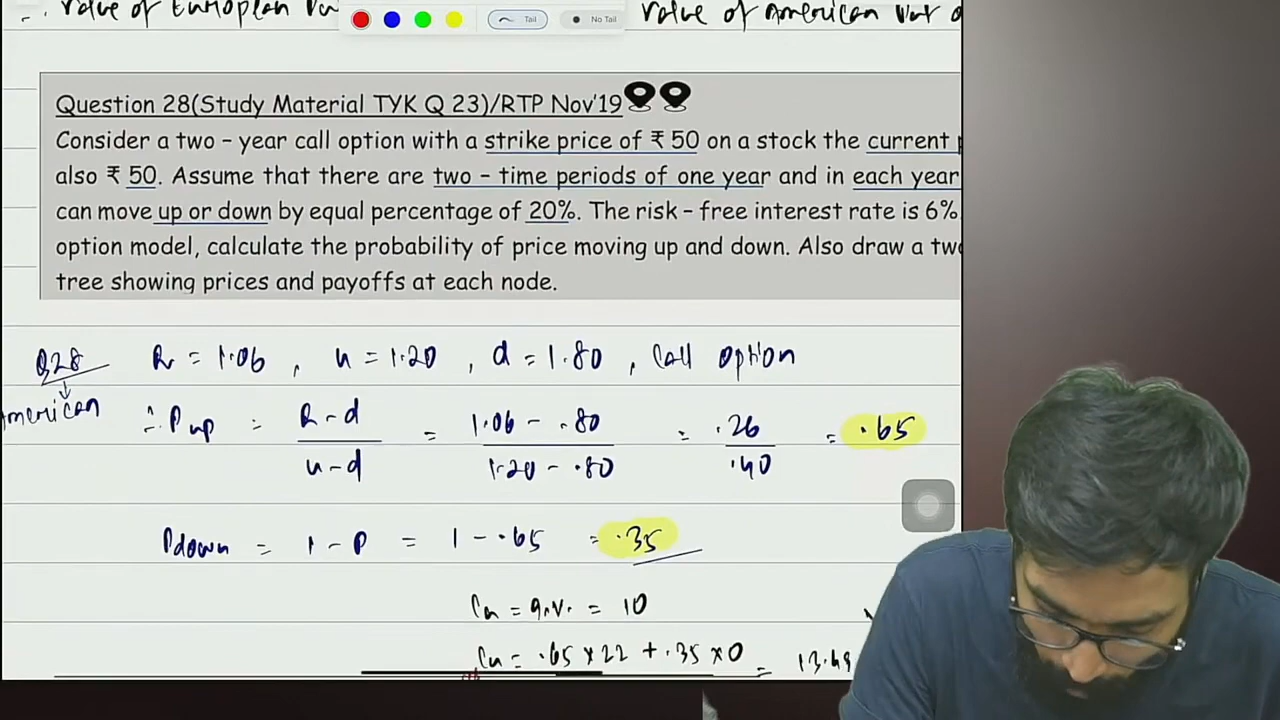 ∴ Value of European Value of American Put
Tail No Tail
Question 28(Study Material TYK Q 23)/RTP Nov'19
Consider a two – year call option with a strike price of ₹ 50 on a stock the current
also ₹ 50. Assume that there are two – time periods of one year and in each year
can move up or down by equal percentage of 20%. The risk – free interest rate is 6%.
option model, calculate the probability of price moving up and down. Also draw a two
tree showing prices and payoffs at each node.
Q28 R = 1.06 , u = 1.20 , d = 1.80 , Call Option
American
∴ Pup = R - d / u - d = 1.06 - .80 / 1.20 - .80 = .26 / .40 = .65
Pdown = 1 - P = 1 - .65 = .35
Cu = g.v. = 10
Cu = .65 × 22 + .35 × 0 = 13.49